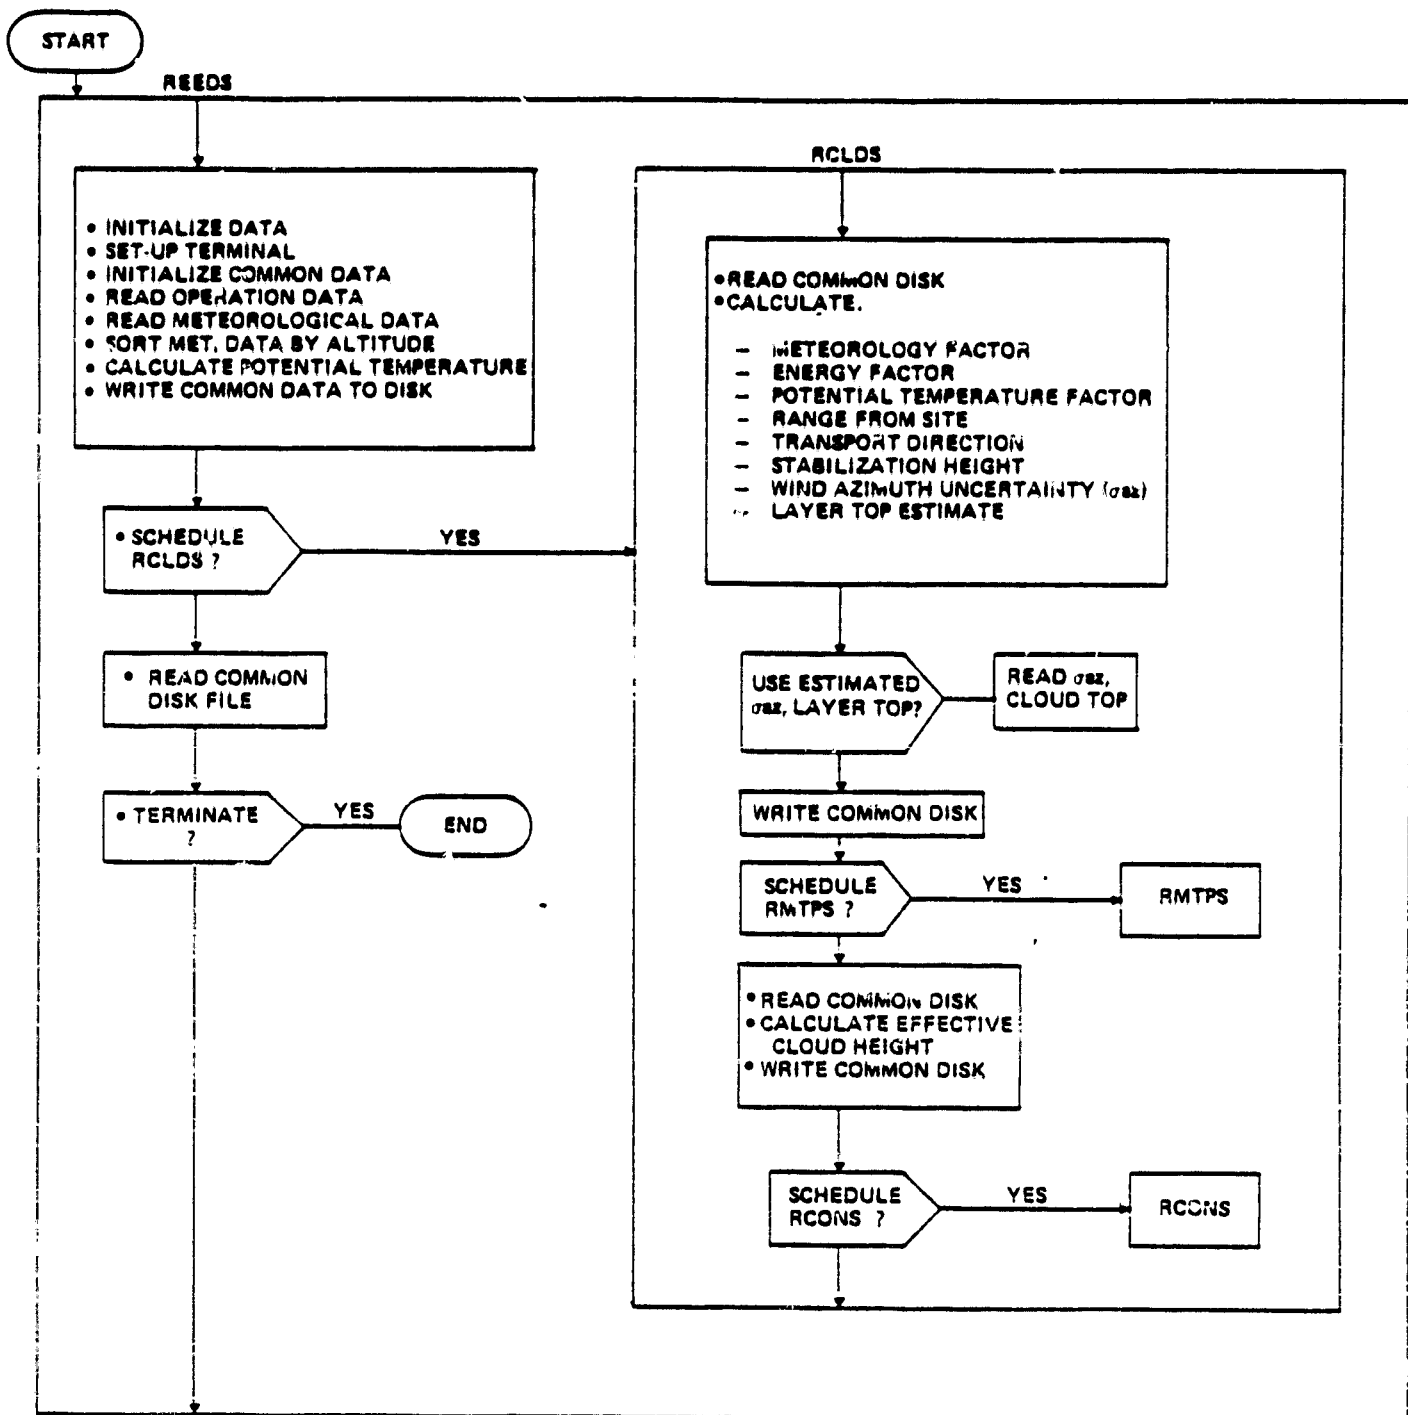 START
REEDS
• INITIALIZE DATA
• SET-UP TERMINAL
• INITIALIZE COMMON DATA
• READ OPERATION DATA
• READ METEOROLOGICAL DATA
• SORT MET. DATA BY ALTITUDE
• CALCULATE POTENTIAL TEMPERATURE
• WRITE COMMON DATA TO DISK
• SCHEDULE
RCLDS ?
YES
• READ COMMON
DISK FILE
• TERMINATE
?
YES
END
RCLDS
• READ COMMON DISK
• CALCULATE.
— METEOROLOGY FACTOR
— ENERGY FACTOR
— POTENTIAL TEMPERATURE FACTOR
— RANGE FROM SITE
— TRANSPORT DIRECTION
— STABILIZATION HEIGHT
— WIND AZIMUTH UNCERTAINTY (σaz)
— LAYER TOP ESTIMATE
USE ESTIMATED
σaz, LAYER TOP?
READ σaz,
CLOUD TOP
WRITE COMMON DISK
SCHEDULE
RMTPS ?
YES
RMTPS
• READ COMMON DISK
• CALCULATE EFFECTIVE
CLOUD HEIGHT
• WRITE COMMON DISK
SCHEDULE
RCONS ?
YES
RCONS